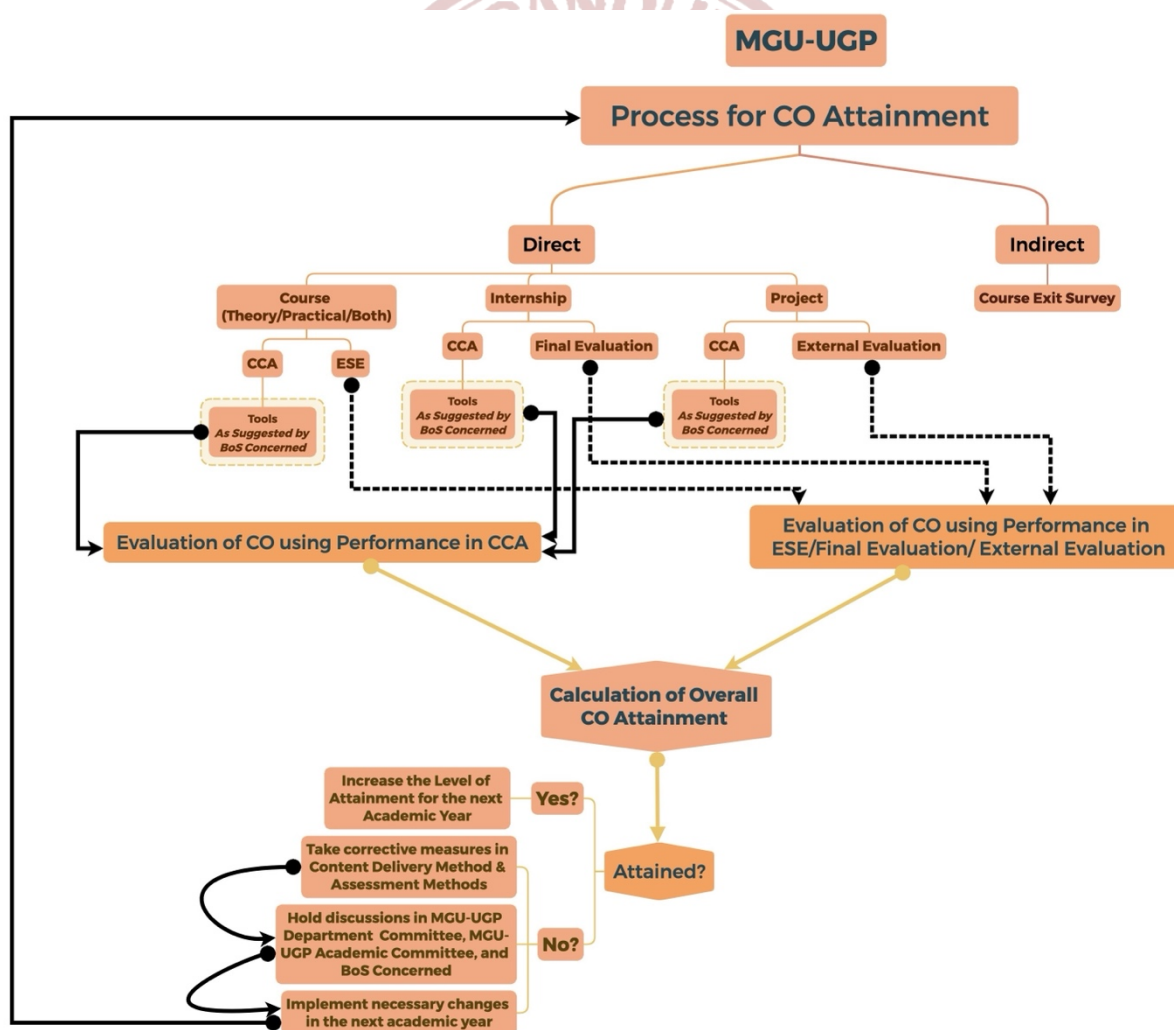 MGU-UGP
Process for CO Attainment
Direct
Indirect
Course
(Theory/Practical/Both)
Internship
Project
Course Exit Survey
CCA
ESE
CCA
Final Evaluation
CCA
External Evaluation
Tools
As Suggested by
BoS Concerned
Tools
As Suggested by
BoS Concerned
Tools
As Suggested by
BoS Concerned
Evaluation of CO using Performance in CCA
Evaluation of CO using Performance in
ESE/Final Evaluation/ External Evaluation
Calculation of Overall
CO Attainment
Attained?
Yes?
Increase the Level of
Attainment for the next
Academic Year
No?
Take corrective measures in
Content Delivery Method &
Assessment Methods
Hold discussions in MGU-UGP
Department Committee, MGU-
UGP Academic Committee, and
BoS Concerned
Implement necessary changes
in the next academic year